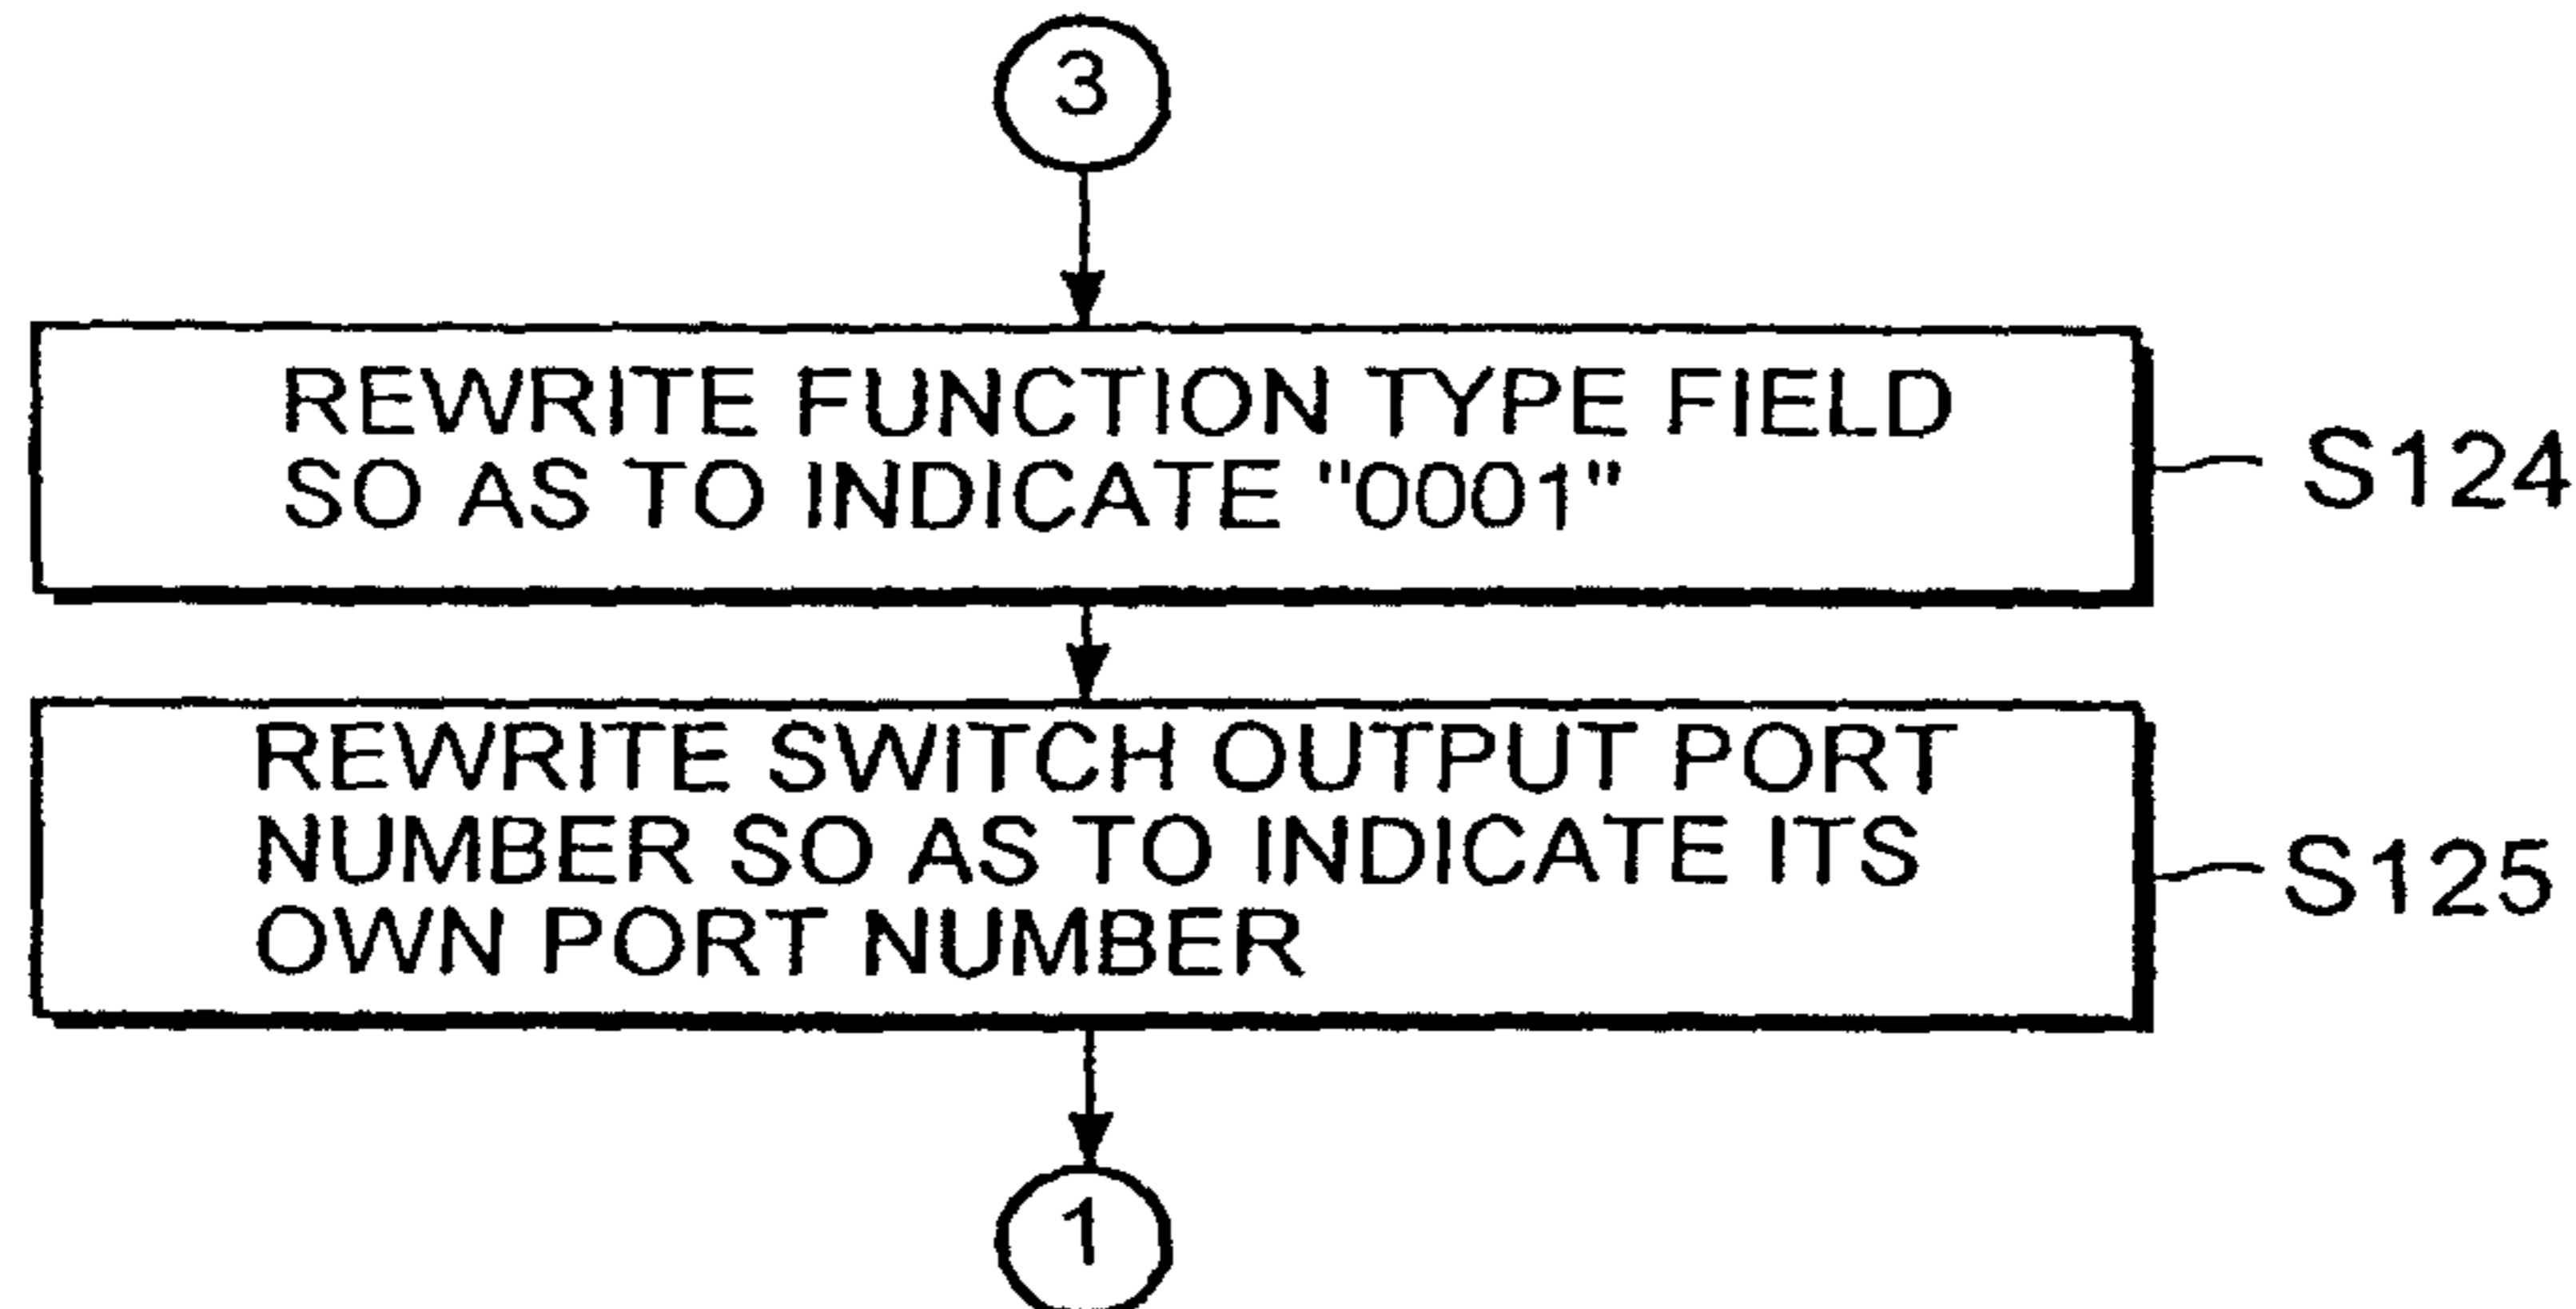 3
REWRITE FUNCTION TYPE FIELD
SO AS TO INDICATE "0001"
S124
REWRITE SWITCH OUTPUT PORT
NUMBER SO AS TO INDICATE ITS
OWN PORT NUMBER
S125
1